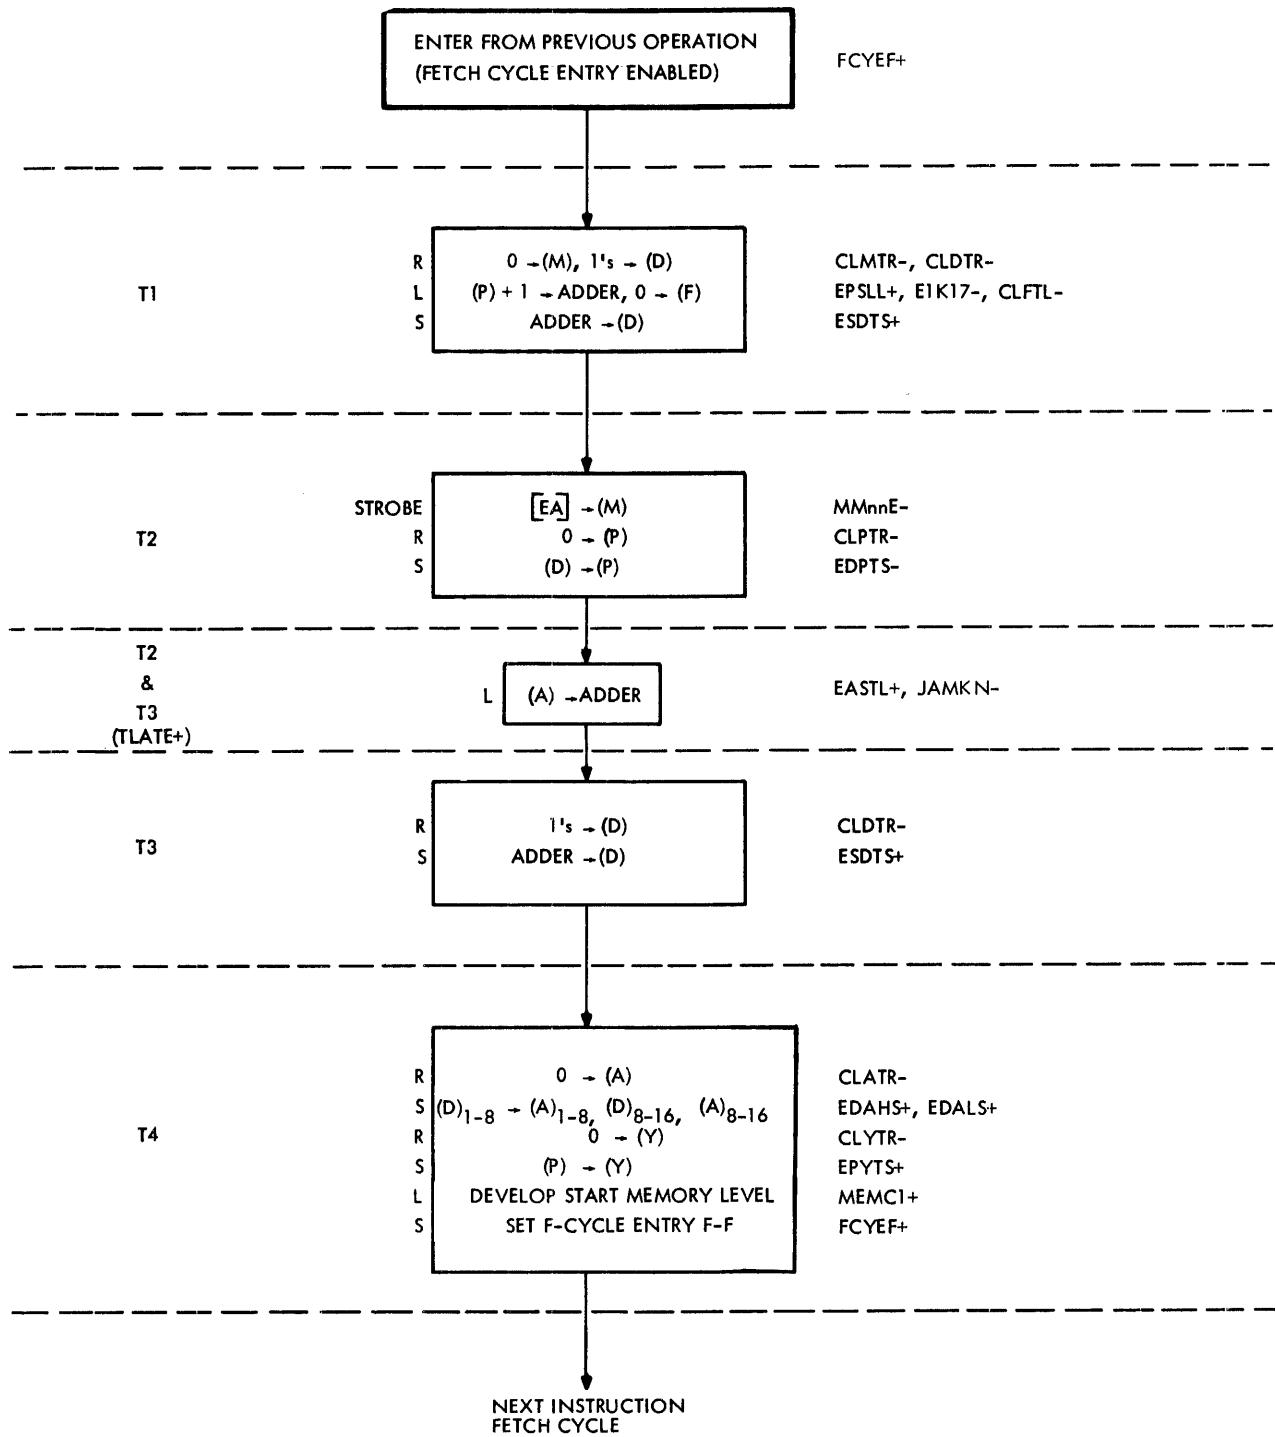 ENTER FROM PREVIOUS OPERATION
(FETCH CYCLE ENTRY ENABLED) FCYEF+
R 0 → (M), 1's → (D) CLMTR-, CLDTR-
T1 L (P) + 1 → ADDER, 0 → (F) EPSLL+, E1K17-, CLFTL-
S ADDER → (D) ESDTS+
STROBE [EA] → (M) MMnnE-
T2 R 0 → (P) CLPTR-
S (D) → (P) EDPTS-
T2
&
T3
(TLATE+)
L (A) → ADDER EASTL+, JAMKN-
R 1's → (D) CLDTR-
T3
S ADDER → (D) ESDTS+
R 0 → (A) CLATR-
S (D)1-8 → (A)1-8, (D)8-16, (A)8-16 EDAHS+, EDALS+
T4 R 0 → (Y) CLYTR-
S (P) → (Y) EPYTS+
L DEVELOP START MEMORY LEVEL MEMC1+
S SET F-CYCLE ENTRY F-F FCYEF+
NEXT INSTRUCTION
FETCH CYCLE